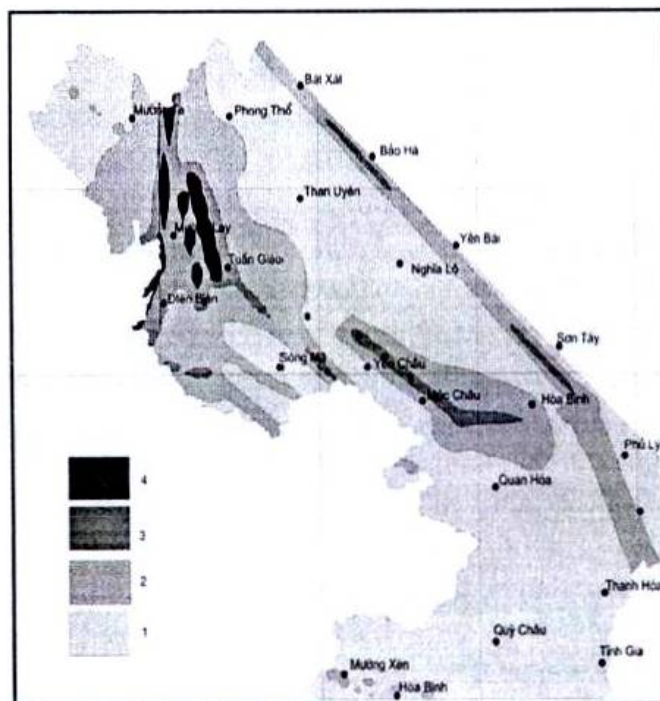 Bát Xát
Phong Thổ
Bảo Hà
Than Uyên
Yên Bái
Nghĩa Lộ
Tuần Giáo
Điện Biên
Sơn Tây
Sông Mã
Yên Châu
Mộc Châu
Hòa Bình
Phủ Lý
Quan Hóa
Thanh Hóa
Quỳ Châu
Tĩnh Gia
Mường Xén
Hòa Bình
4
3
2
1